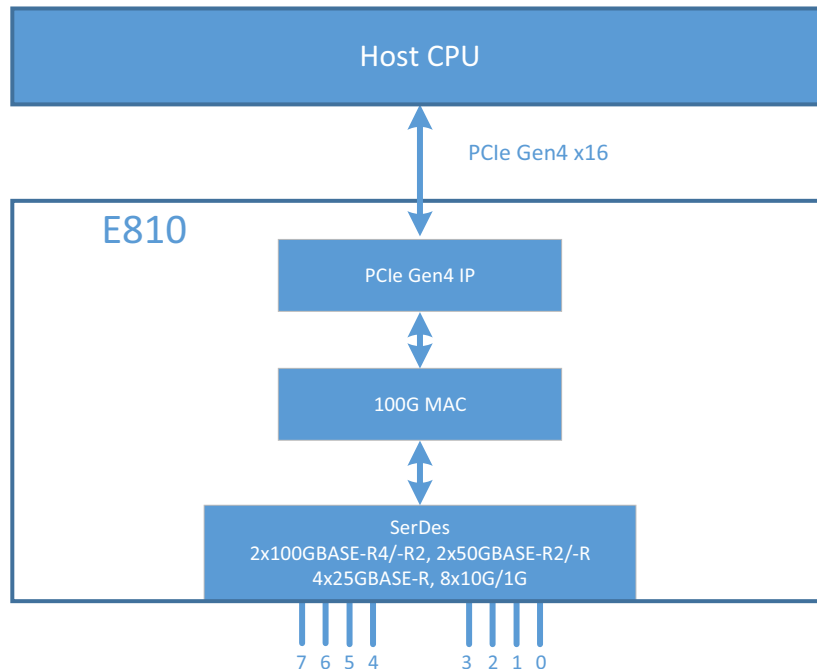 Host CPU
PCIe Gen4 x16
E810
PCIe Gen4 IP
100G MAC
SerDes
2x100GBASE-R4/-R2, 2x50GBASE-R2/-R
4x25GBASE-R, 8x10G/1G
7 6 5 4 3 2 1 0